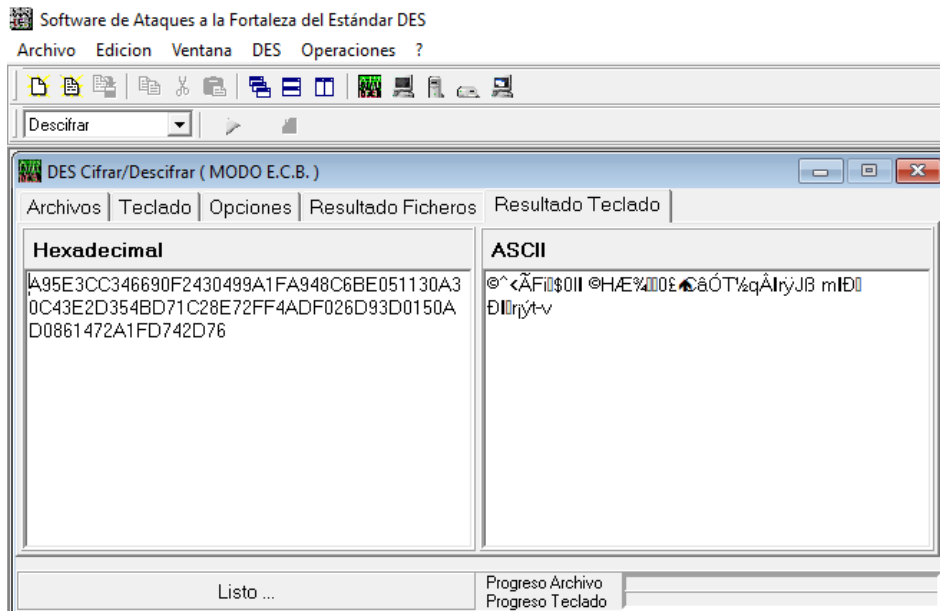 Software de Ataques a la Fortaleza del Estándar DES
Archivo Edicion Ventana DES Operaciones ?
Descifrar
DES Cifrar/Descifrar ( MODO E.C.B. )
Archivos Teclado Opciones Resultado Ficheros Resultado Teclado
Hexadecimal
A95E3CC346690F2430499A1FA948C6BE051130A3
0C43E2D354BD71C28E72FF4ADF026D93D0150A
D0861472A1FD742D76
ASCII
Listo ...
Progreso Archivo
Progreso Teclado